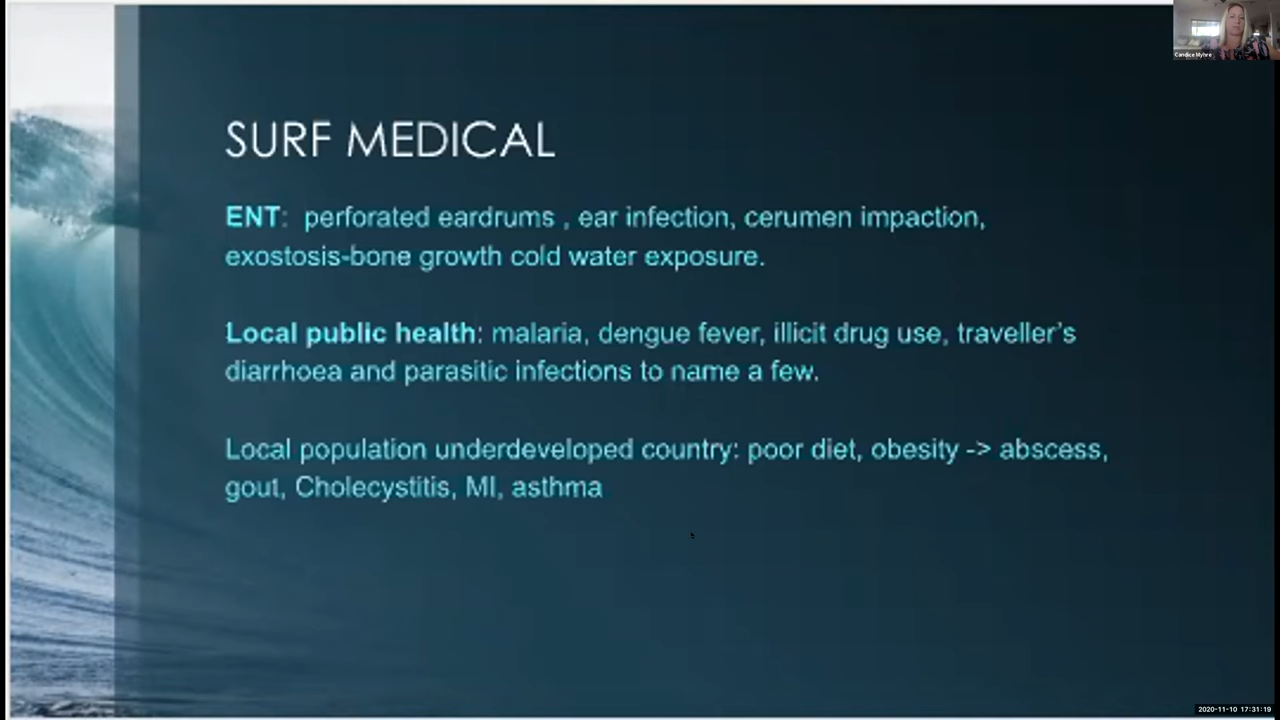 Candice Myhre
SURF MEDICAL
ENT: perforated eardrums , ear infection, cerumen impaction,
exostosis-bone growth cold water exposure.
Local public health: malaria, dengue fever, illicit drug use, traveller's
diarrhoea and parasitic infections to name a few.
Local population underdeveloped country: poor diet, obesity -> abscess,
gout, Cholecystitis, MI, asthma
2020-11-10 17:31:19